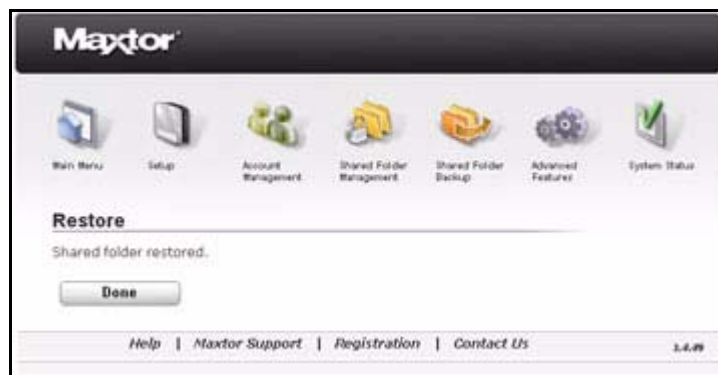 Maxtor
Main Menu
Setup
Account Management
Shared Folder Management
Shared Folder Backup
Advanced Features
System Status
Restore
Shared folder restored.
Done
Help | Maxtor Support | Registration | Contact Us